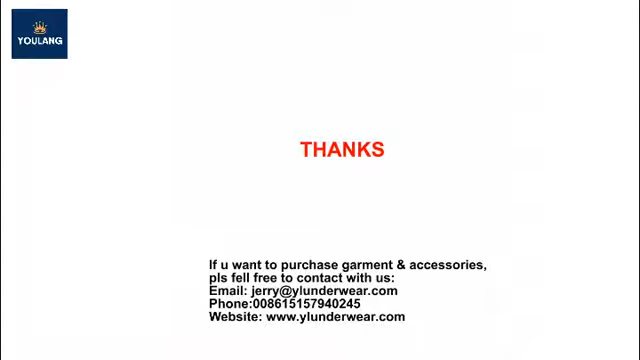 YOULANG
THANKS
If u want to purchase garment & accessories,
pls fell free to contact with us:
Email: jerry@ylunderwear.com
Phone:008615157940245
Website: www.ylunderwear.com